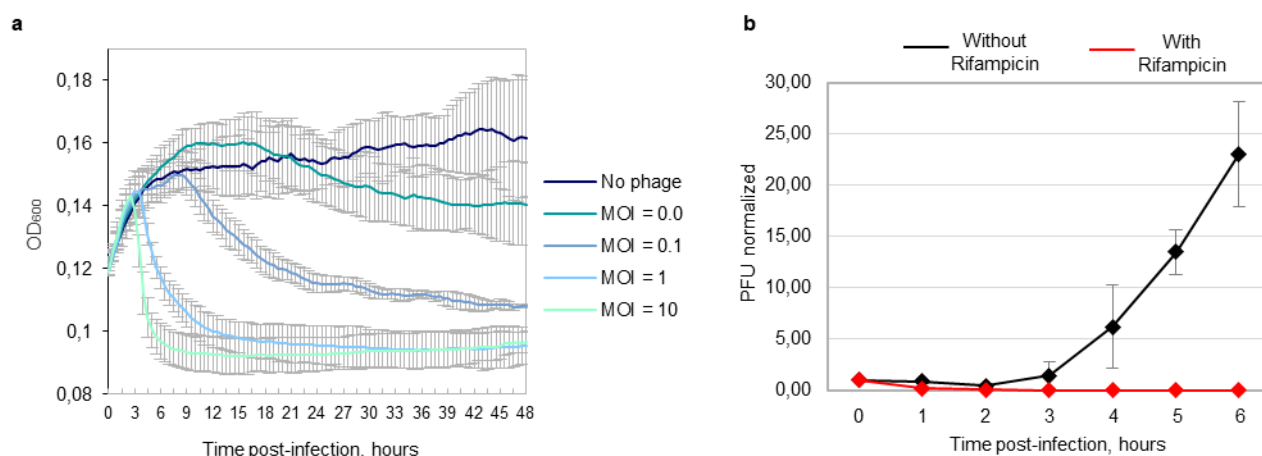 a
0,18
0,16
0,14
0,12
0,1
0,08
OD600
0 3 6 9 12 15 18 21 24 27 30 33 36 39 42 45 48
Time post-infection, hours
No phage
MOI = 0.0
MOI = 0.1
MOI = 1
MOI = 10
b
Without
Rifampicin
With
Rifampicin
30,00
25,00
20,00
15,00
10,00
5,00
0,00
PFU normalized
0 1 2 3 4 5 6
Time post-infection, hours